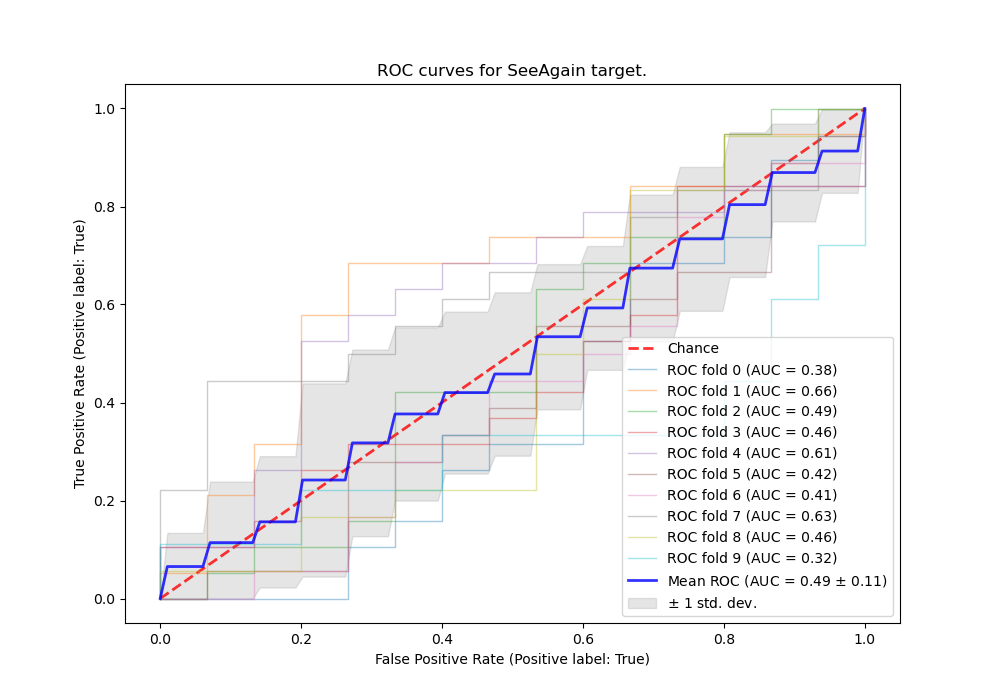 ROC curves for SeeAgain target.
True Positive Rate (Positive label: True)
1.0
0.8
0.6
0.4
0.2
0.0
Chance
ROC fold 0 (AUC = 0.38)
ROC fold 1 (AUC = 0.66)
ROC fold 2 (AUC = 0.49)
ROC fold 3 (AUC = 0.46)
ROC fold 4 (AUC = 0.61)
ROC fold 5 (AUC = 0.42)
ROC fold 6 (AUC = 0.41)
ROC fold 7 (AUC = 0.63)
ROC fold 8 (AUC = 0.46)
ROC fold 9 (AUC = 0.32)
Mean ROC (AUC = 0.49 ± 0.11)
± 1 std. dev.
0.0 0.2 0.4 0.6 0.8 1.0
False Positive Rate (Positive label: True)